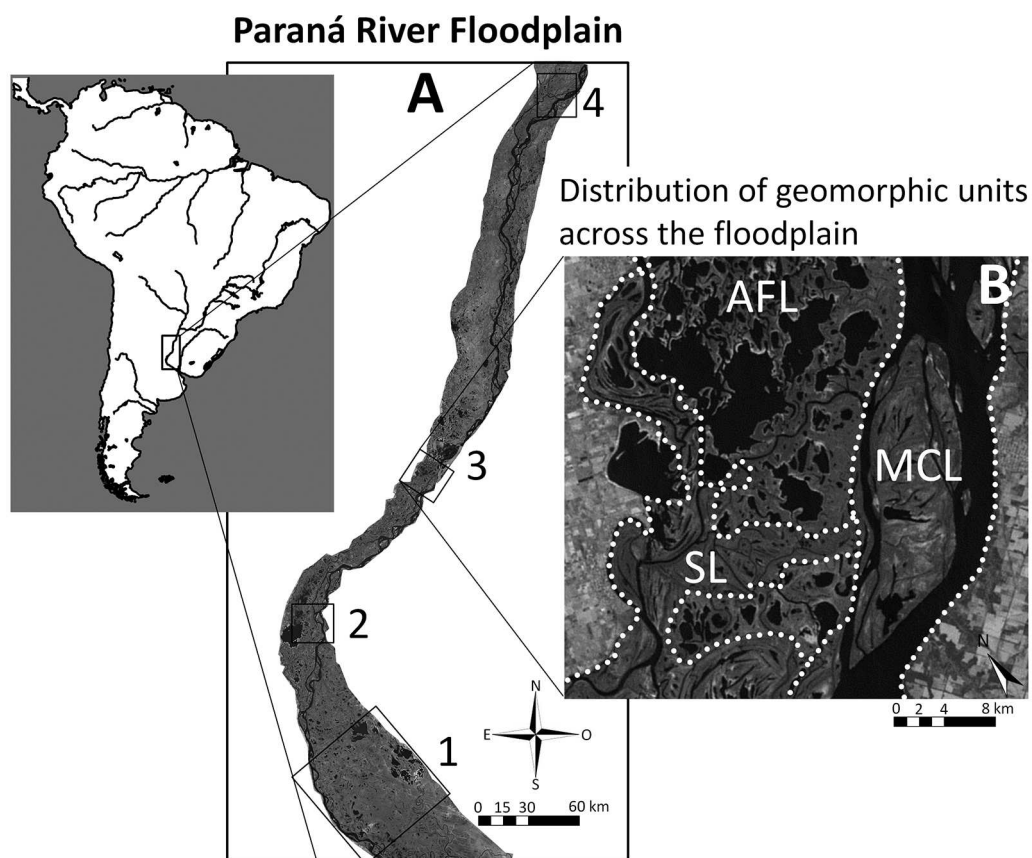 Paraná River Floodplain
A
4
Distribution of geomorphic units
across the floodplain
B
AFL
MCL
SL
3
2
1
N
E
O
S
0 15 30 60 km
N
0 2 4 8 km